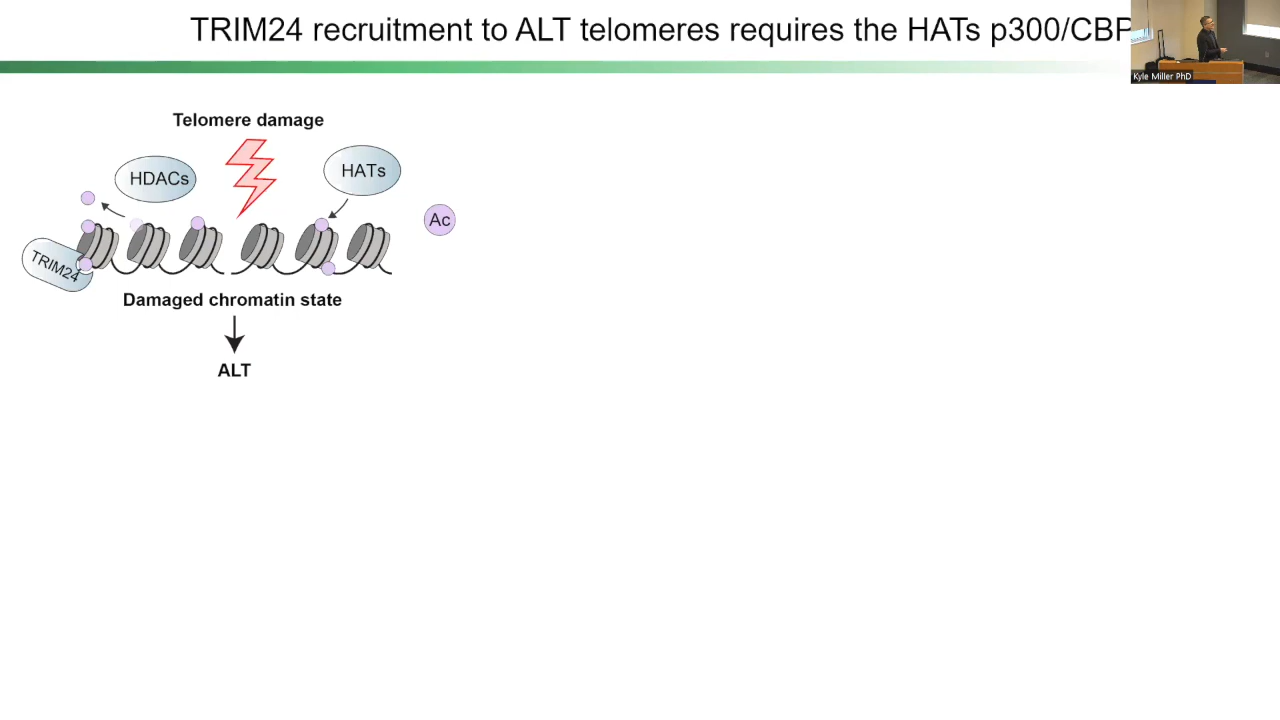 TRIM24 recruitment to ALT telomeres requires the HATs p300/CBP
Kyle Miller PhD
Telomere damage
HDACs
HATs
Ac
TRIM24
Damaged chromatin state
ALT